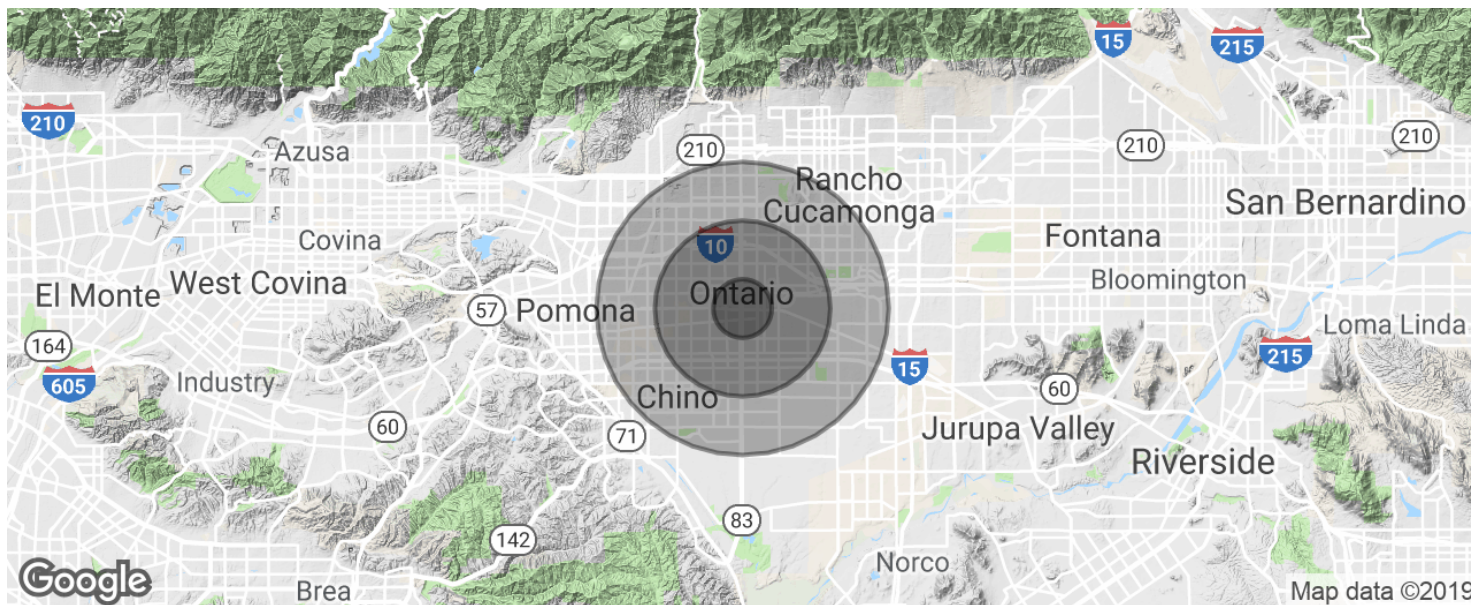 15
215
210
Azusa
210
210
210
Rancho
Cucamonga
San Bernardino
Covina
10
Fontana
West Covina
El Monte
Ontario
Bloomington
57
Pomona
164
Loma Linda
605
Industry
15
215
60
Chino
60
71
Jurupa Valley
Riverside
83
142
Norco
Google
Brea
Map data ©2019